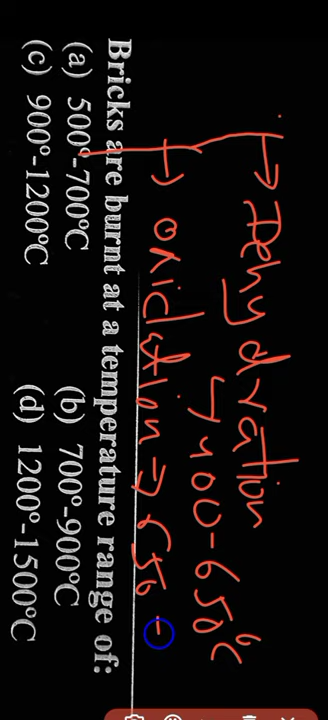 Dehydration
400-650°C
oxidation ⇒ 650 -
Bricks are burnt at a temperature range of:
(a) 500°-700°C (b) 700°-900°C
(c) 900°-1200°C (d) 1200°-1500°C